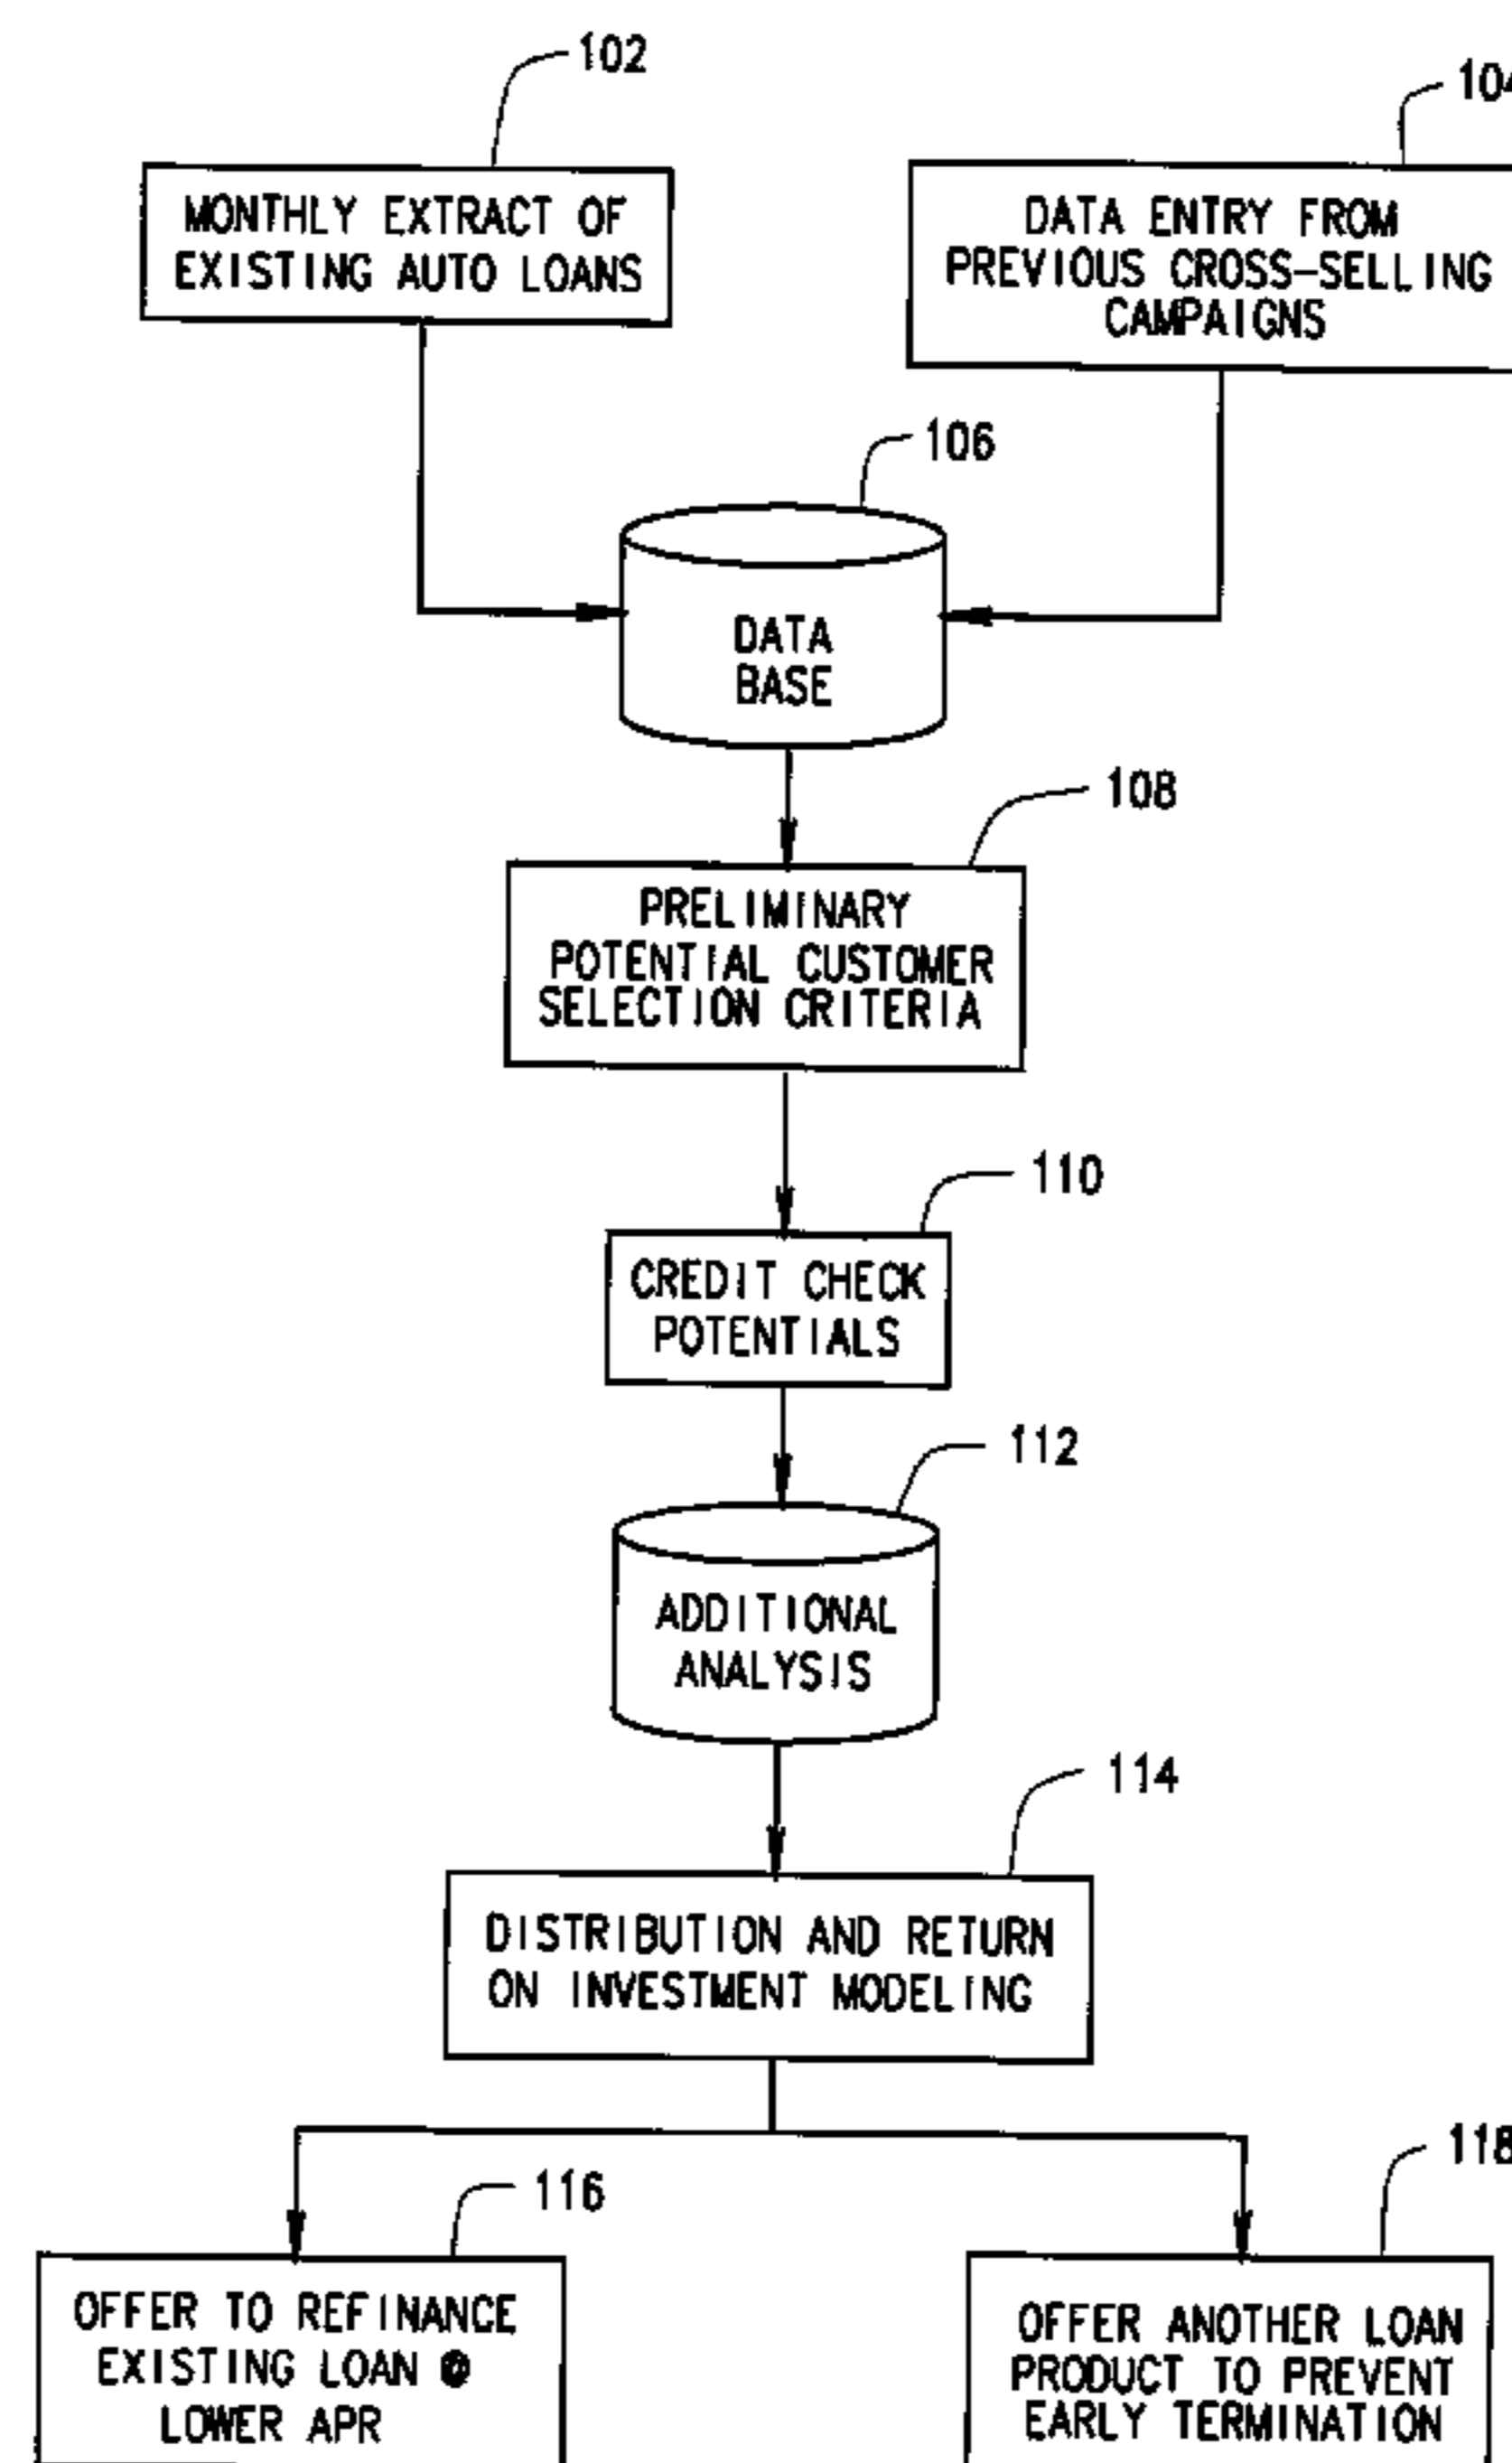 102
104
MONTHLY EXTRACT OF
EXISTING AUTO LOANS
DATA ENTRY FROM
PREVIOUS CROSS-SELLING
CAMPAIGNS
106
DATA
BASE
108
PRELIMINARY
POTENTIAL CUSTOMER
SELECTION CRITERIA
110
CREDIT CHECK
POTENTIALS
112
ADDITIONAL
ANALYSIS
114
DISTRIBUTION AND RETURN
ON INVESTMENT MODELING
116
118
OFFER TO REFINANCE
EXISTING LOAN @
LOWER APR
OFFER ANOTHER LOAN
PRODUCT TO PREVENT
EARLY TERMINATION